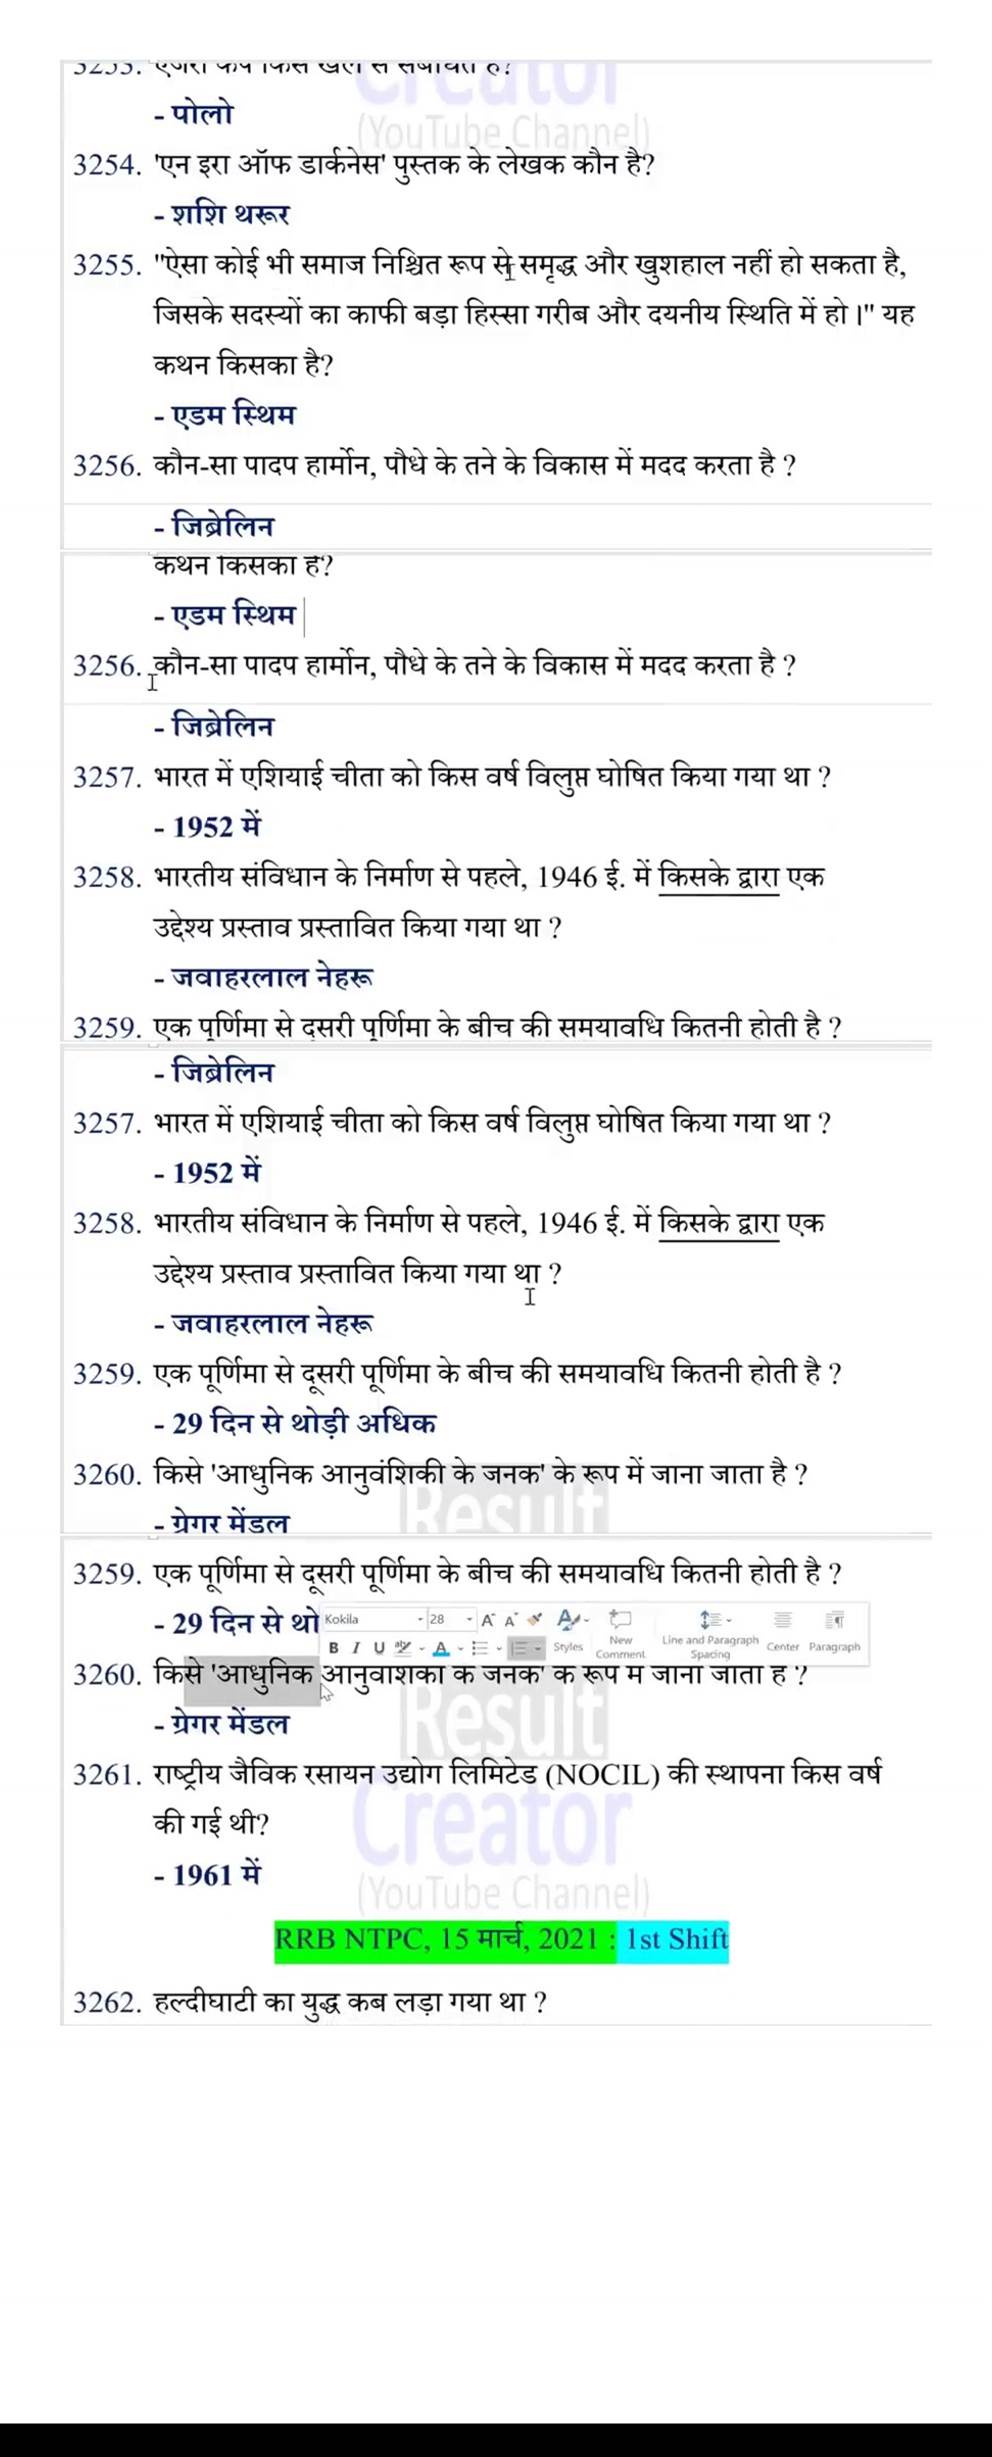 3253. एजरा कप किस खेल से संबंधित है?
Creator
- पोलो
(YouTube Channel)
3254. 'एन इरा ऑफ डार्कनेस' पुस्तक के लेखक कौन है?
- शशि थरूर
3255. "ऐसा कोई भी समाज निश्चित रूप से समृद्ध और खुशहाल नहीं हो सकता है,
जिसके सदस्यों का काफी बड़ा हिस्सा गरीब और दयनीय स्थिति में हो।" यह
कथन किसका है?
- एडम स्थिम
3256. कौन-सा पादप हार्मोन, पौधे के तने के विकास में मदद करता है ?
- जिब्रेलिन
कथन किसका है?
- एडम स्थिम
3256. कौन-सा पादप हार्मोन, पौधे के तने के विकास में मदद करता है ?
- जिब्रेलिन
3257. भारत में एशियाई चीता को किस वर्ष विलुप्त घोषित किया गया था ?
- 1952 में
3258. भारतीय संविधान के निर्माण से पहले, 1946 ई. में किसके द्वारा एक
उद्देश्य प्रस्ताव प्रस्तावित किया गया था ?
- जवाहरलाल नेहरू
3259. एक पूर्णिमा से दूसरी पूर्णिमा के बीच की समयावधि कितनी होती है ?
- जिब्रेलिन
3257. भारत में एशियाई चीता को किस वर्ष विलुप्त घोषित किया गया था ?
- 1952 में
3258. भारतीय संविधान के निर्माण से पहले, 1946 ई. में किसके द्वारा एक
उद्देश्य प्रस्ताव प्रस्तावित किया गया था ?
- जवाहरलाल नेहरू
3259. एक पूर्णिमा से दूसरी पूर्णिमा के बीच की समयावधि कितनी होती है ?
- 29 दिन से थोड़ी अधिक
3260. किसे 'आधुनिक आनुवंशिकी के जनक' के रूप में जाना जाता है ?
Result
- ग्रेगर मेंडल
3259. एक पूर्णिमा से दूसरी पूर्णिमा के बीच की समयावधि कितनी होती है ?
- 29 दिन से थो
Kokila 28 A A A
B I U aby A Styles New Comment Line and Paragraph Spacing Center Paragraph
3260. किसे 'आधुनिक आनुवंशिकी के जनक' के रूप में जाना जाता है ?
Result
- ग्रेगर मेंडल
3261. राष्ट्रीय जैविक रसायन उद्योग लिमिटेड (NOCIL) की स्थापना किस वर्ष
की गई थी?
Creator
- 1961 में
(YouTube Channel)
RRB NTPC, 15 मार्च, 2021 : 1st Shift
3262. हल्दीघाटी का युद्ध कब लड़ा गया था ?